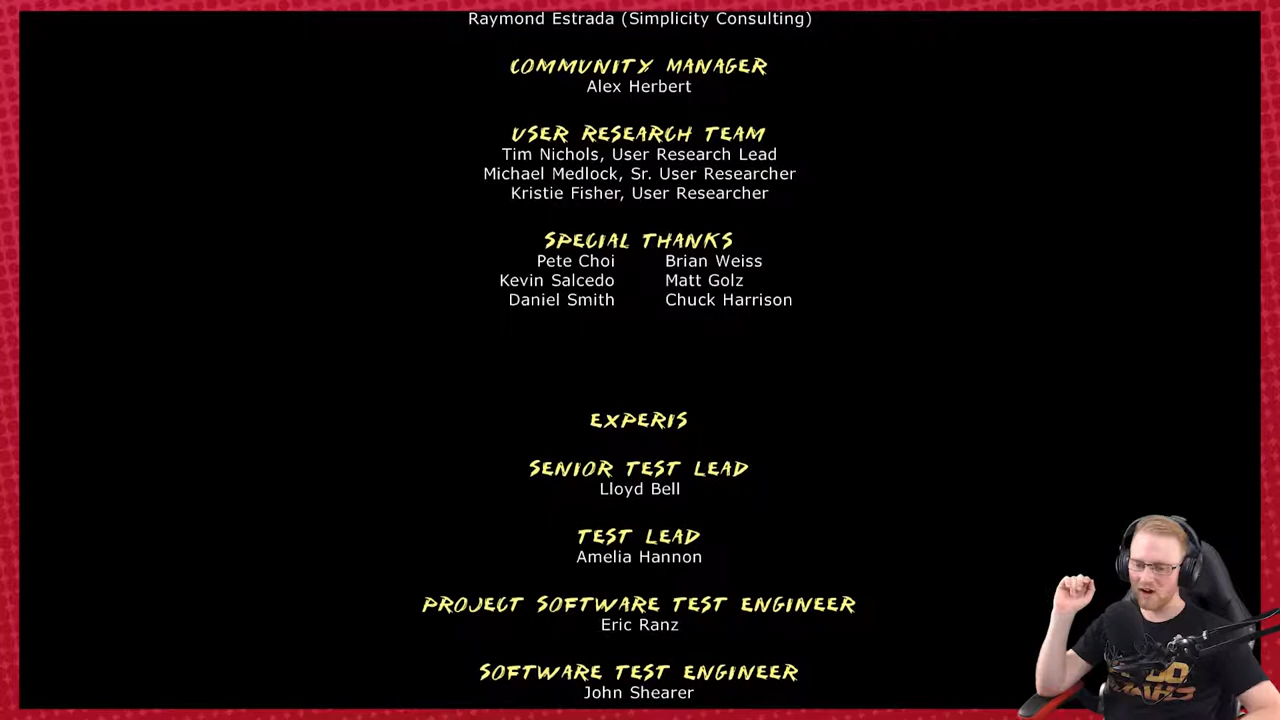 Raymond Estrada (Simplicity Consulting)
COMMUNITY MANAGER
Alex Herbert
USER RESEARCH TEAM
Tim Nichols, User Research Lead
Michael Medlock, Sr. User Researcher
Kristie Fisher, User Researcher
SPECIAL THANKS
Pete Choi Brian Weiss
Kevin Salcedo Matt Golz
Daniel Smith Chuck Harrison
EXPERIS
SENIOR TEST LEAD
Lloyd Bell
TEST LEAD
Amelia Hannon
PROJECT SOFTWARE TEST ENGINEER
Eric Ranz
SOFTWARE TEST ENGINEER
John Shearer